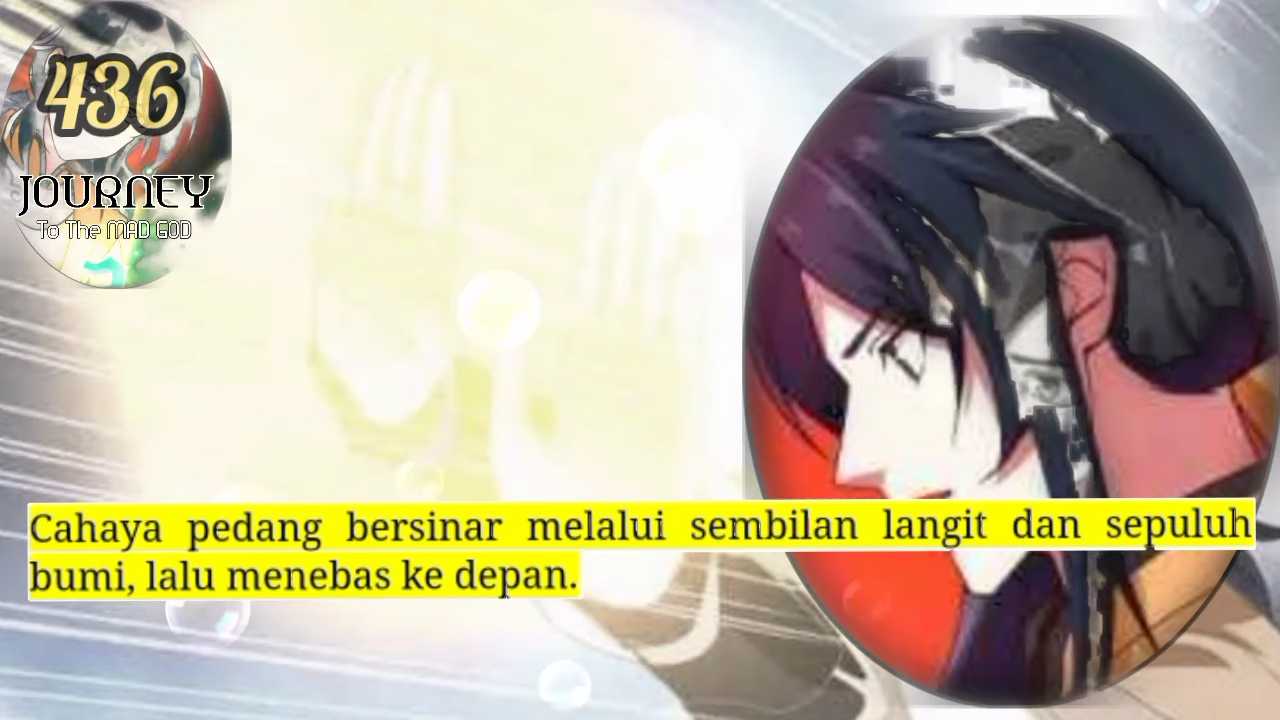 436
JOURNEY
To The MAD GOD
Cahaya pedang bersinar melalui sembilan langit dan sepuluh
bumi, lalu menebas ke depan.